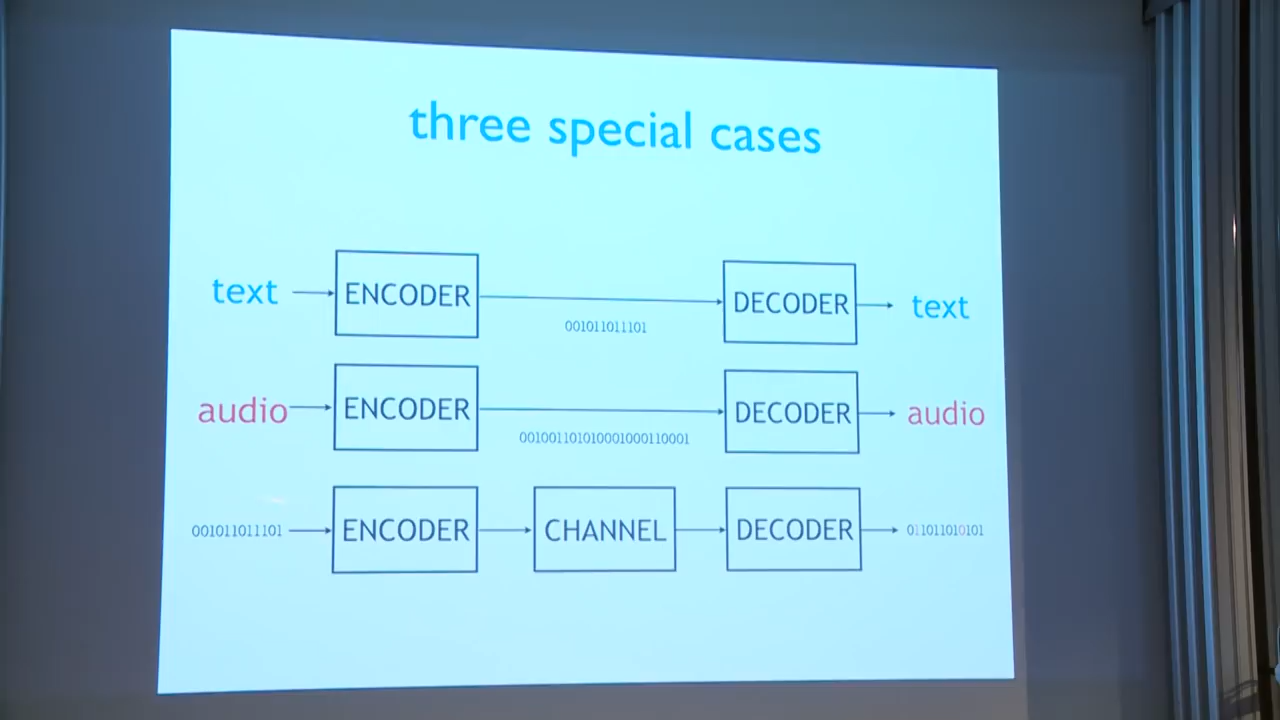 three special cases
text ENCODER DECODER text
001011011101
audio ENCODER DECODER audio
001001101010001000110001
001011011101 ENCODER CHANNEL DECODER 011011010101